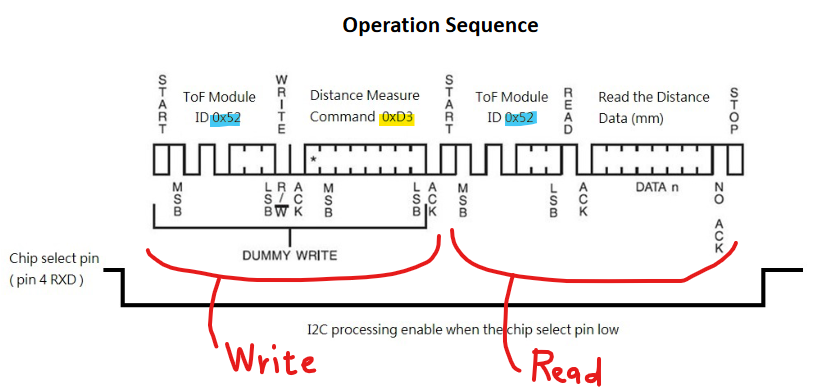 Operation Sequence
START
ToF Module
ID 0x52
WRITE
Distance Measure
Command 0xD3
START
ToF Module
ID 0x52
READ
Read the Distance
Data (mm)
STOP
*
MSB
LSB
R/W
ACK
MSB
LSB
ACK
MSB
LSB
ACK
DATA n
NO ACK
DUMMY WRITE
Chip select pin
( pin 4 RXD )
I2C processing enable when the chip select pin low
Write
Read